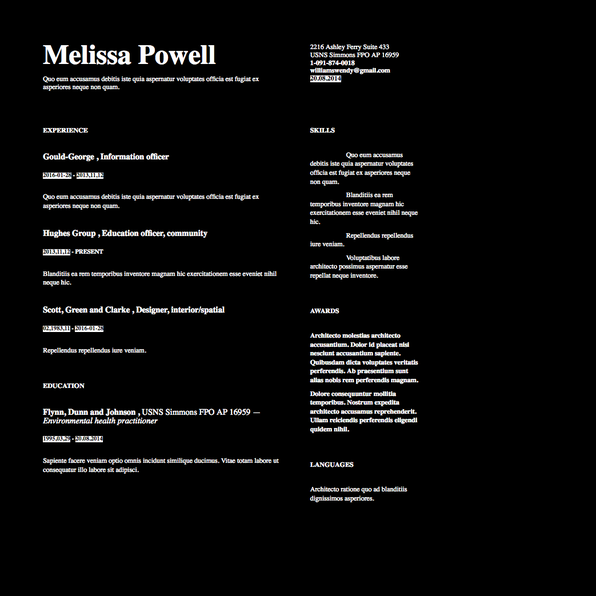 Melissa Powell
Quo eum accusamus debitis iste quia aspernatur voluptates officia est fugiat ex
asperiores neque non quam.
2216 Ashley Ferry Suite 433
USNS Simmons FPO AP 16959
1-091-874-0018
williamswendy@gmail.com
20.08.2014
EXPERIENCE
Gould-George , Information officer
2016-01-28 - 2013.11.12
Quo eum accusamus debitis iste quia aspernatur voluptates officia est fugiat ex
asperiores neque non quam.
Hughes Group , Education officer, community
2013.11.12 - PRESENT
Blanditiis ea rem temporibus inventore magnam hic exercitationem esse eveniet nihil
neque hic.
Scott, Green and Clarke , Designer, interior/spatial
02.1983.11 - 2016-01-28
Repellendus repellendus iure veniam.
EDUCATION
Flynn, Dunn and Johnson , USNS Simmons FPO AP 16959 —
Environmental health practitioner
1995.03.29 - 20.08.2014
Sapiente facere veniam optio omnis incidunt similique ducimus. Vitae totam labore ut
consequatur illo labore sit adipisci.
SKILLS
Quo eum accusamus
debitis iste quia aspernatur voluptates
officia est fugiat ex asperiores neque
non quam.
Blanditiis ea rem
temporibus inventore magnam hic
exercitationem esse eveniet nihil neque
hic.
Repellendus repellendus
iure veniam.
Voluptatibus labore
architecto possimus aspernatur esse
repellat neque inventore.
AWARDS
Architecto molestias architecto
accusantium. Dolor id placeat nisi
nesciunt accusantium sapiente.
Quibusdam dicta voluptates veritatis
perferendis. Ab praesentium sunt
alias nobis rem perferendis magnam.
Dolore consequuntur mollitia
temporibus. Nostrum expedita
architecto accusamus reprehenderit.
Ullam reiciendis perferendis eligendi
quidem nihil.
LANGUAGES
Architecto ratione quo ad blanditiis
dignissimos asperiores.